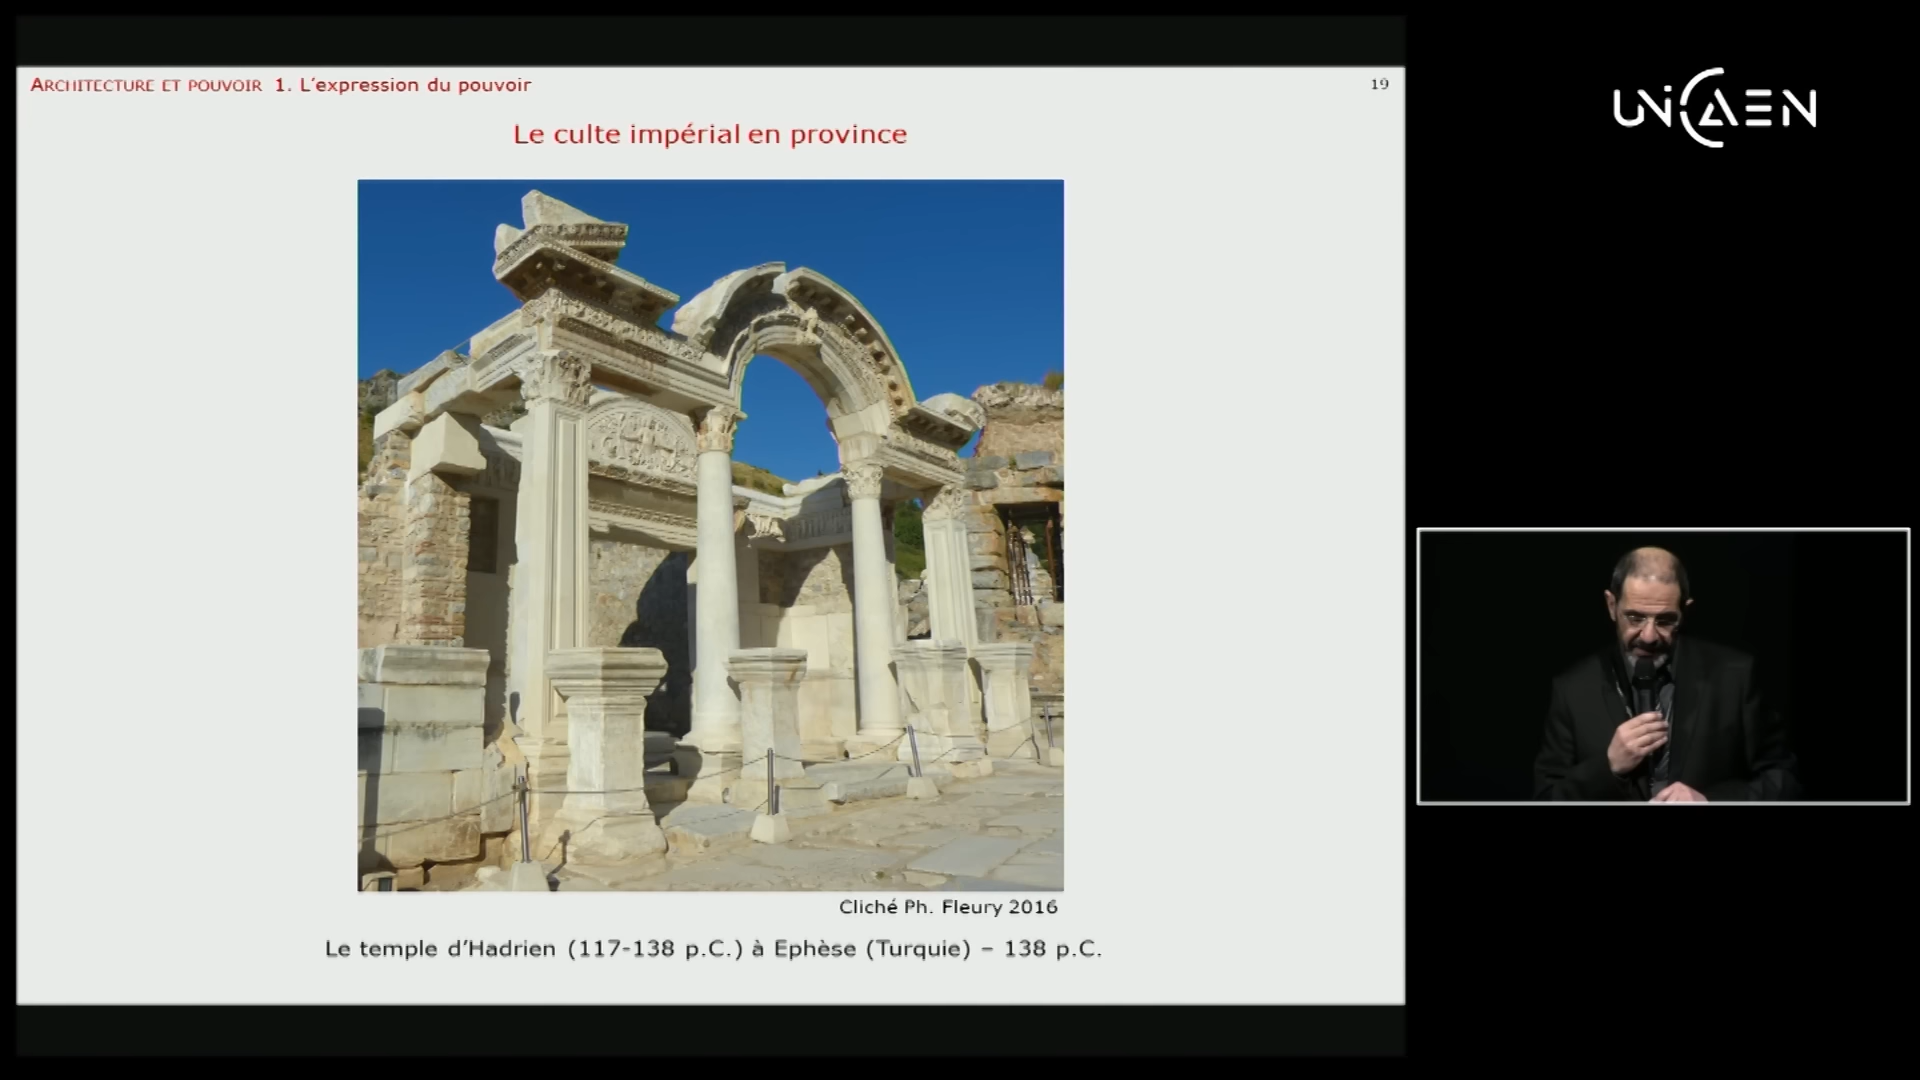 ARCHITECTURE ET POUVOIR 1. L'expression du pouvoir
19
Le culte impérial en province
Cliché Ph. Fleury 2016
Le temple d'Hadrien (117-138 p.C.) à Ephèse (Turquie) – 138 p.C.
UNICAEN